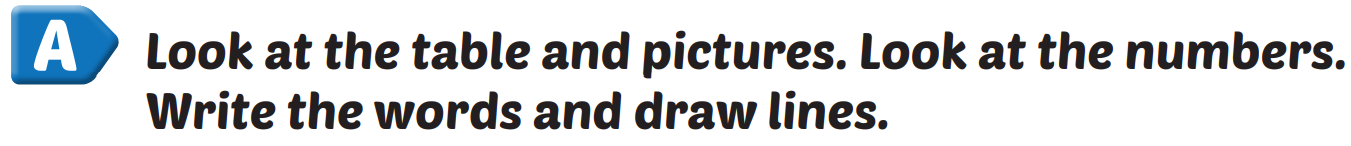 A Look at the table and pictures. Look at the numbers.
Write the words and draw lines.